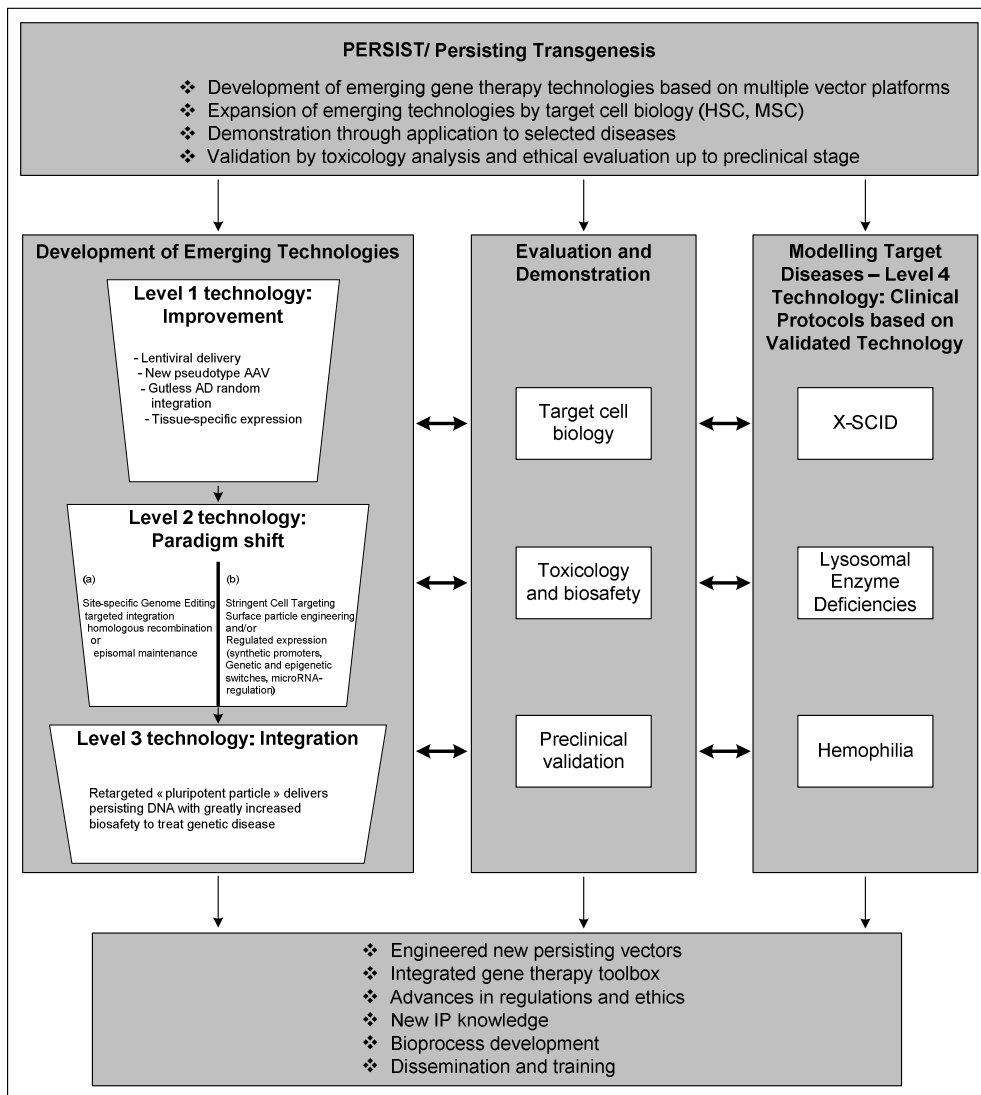 PERSIST/ Persisting Transgenesis
❖ Development of emerging gene therapy technologies based on multiple vector platforms
❖ Expansion of emerging technologies by target cell biology (HSC, MSC)
❖ Demonstration through application to selected diseases
❖ Validation by toxicology analysis and ethical evaluation up to preclinical stage
Development of Emerging Technologies
Level 1 technology:
Improvement
- Lentiviral delivery
- New pseudotype AAV
- Gutless AD random
integration
- Tissue-specific expression
Level 2 technology:
Paradigm shift
(a)
Site-specific Genome Editing
targeted integration
homologous recombination
or
episomal maintenance
(b)
Stringent Cell Targeting
Surface particle engineering
and/or
Regulated expression
(synthetic promoters,
Genetic and epigenetic
switches, microRNA-
regulation)
Level 3 technology: Integration
Retargeted « pluripotent particle » delivers
persisting DNA with greatly increased
biosafety to treat genetic disease
Evaluation and
Demonstration
Target cell
biology
Toxicology
and biosafety
Preclinical
validation
Modelling Target
Diseases – Level 4
Technology: Clinical
Protocols based on
Validated Technology
X-SCID
Lysosomal
Enzyme
Deficiencies
Hemophilia
❖ Engineered new persisting vectors
❖ Integrated gene therapy toolbox
❖ Advances in regulations and ethics
❖ New IP knowledge
❖ Bioprocess development
❖ Dissemination and training